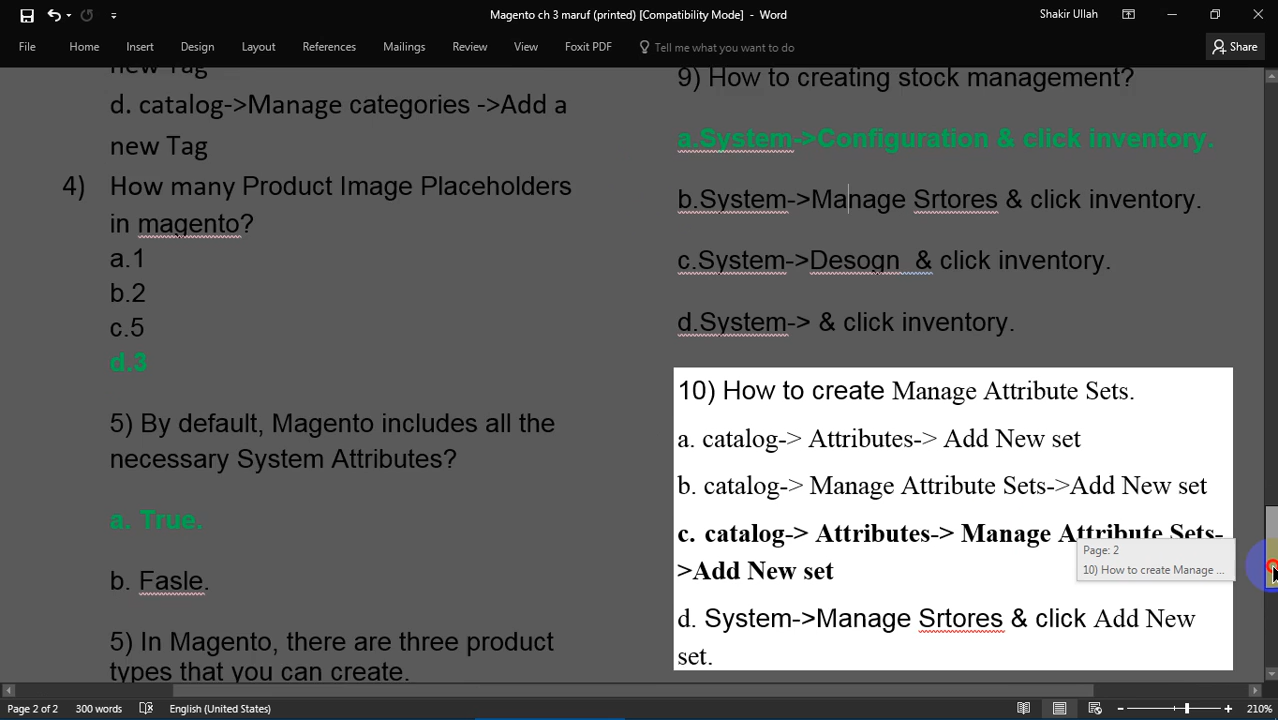 Magento ch 3 maruf (printed) [Compatibility Mode] - Word
Shakir Ullah
File Home Insert Design Layout References Mailings Review View Foxit PDF Tell me what you want to do Share
new Tag
d. catalog->Manage categories ->Add a
new Tag
4) How many Product Image Placeholders
in magento?
a.1
b.2
c.5
d.3
5) By default, Magento includes all the
necessary System Attributes?
a. True.
b. Fasle.
5) In Magento, there are three product
types that you can create.
9) How to creating stock management?
a.System->Configuration & click inventory.
b.System->Manage Srtores & click inventory.
c.System->Desogn & click inventory.
d.System-> & click inventory.
10) How to create Manage Attribute Sets.
a. catalog-> Attributes-> Add New set
b. catalog-> Manage Attribute Sets->Add New set
c. catalog-> Attributes-> Manage Attribute Sets-
>Add New set
d. System->Manage Srtores & click Add New
set.
Page: 2
10) How to create Manage ...
Page 2 of 2 300 words English (United States) 210%